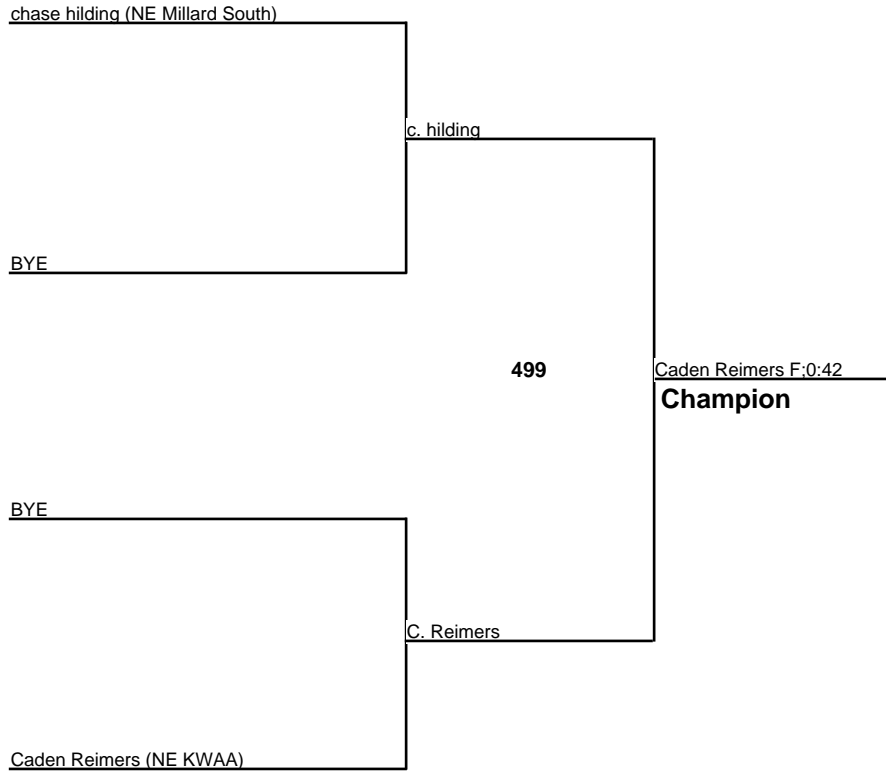 chase hilding (NE Millard South)
c. hilding
BYE
499
Caden Reimers F;0:42
Champion
BYE
C. Reimers
Caden Reimers (NE KWAA)